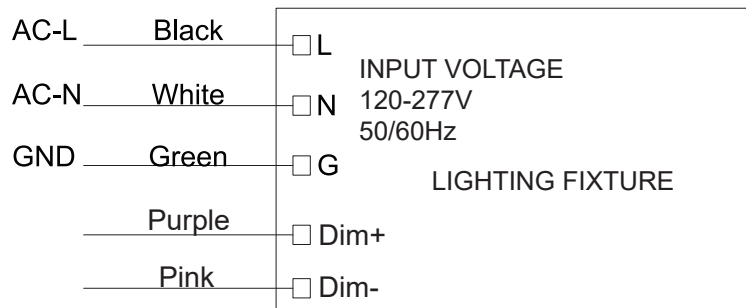 AC-L Black L
INPUT VOLTAGE
AC-N White N 120-277V
50/60Hz
GND Green G
LIGHTING FIXTURE
Purple Dim+
Pink Dim-